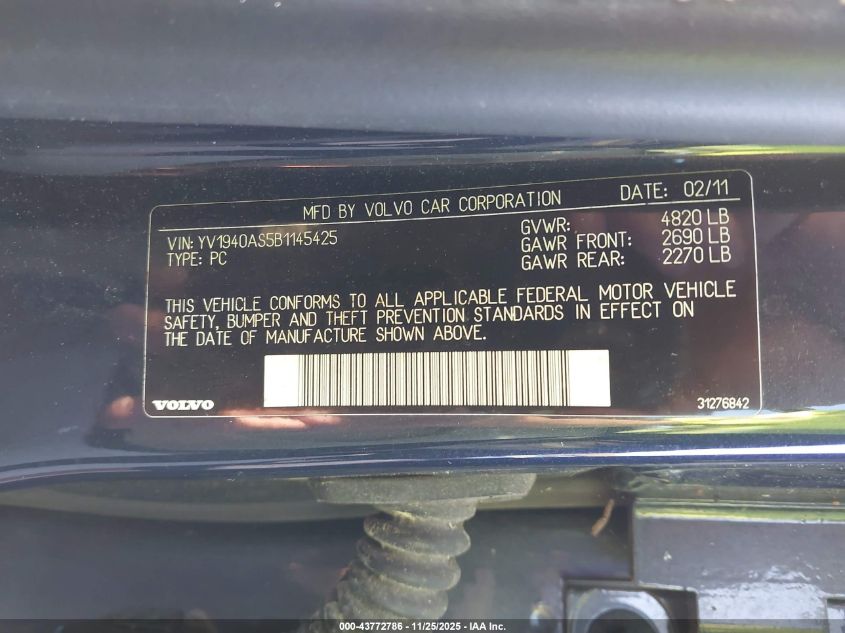 MFD BY VOLVO CAR CORPORATION DATE: 02/11
VIN: YV1940AS5B1145425
TYPE: PC
GVWR: 4820 LB
GAWR FRONT: 2690 LB
GAWR REAR: 2270 LB
THIS VEHICLE CONFORMS TO ALL APPLICABLE FEDERAL MOTOR VEHICLE
SAFETY, BUMPER AND THEFT PREVENTION STANDARDS IN EFFECT ON
THE DATE OF MANUFACTURE SHOWN ABOVE.
VOLVO
31276842
000-43772786 - 11/25/2025 - IAA Inc.